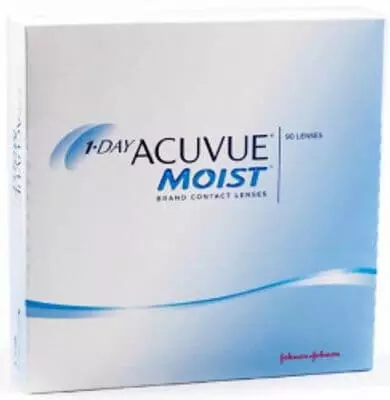 1·DAY ACUVUE® 90 LENSES
MOIST
BRAND CONTACT LENSES
Johnson & Johnson